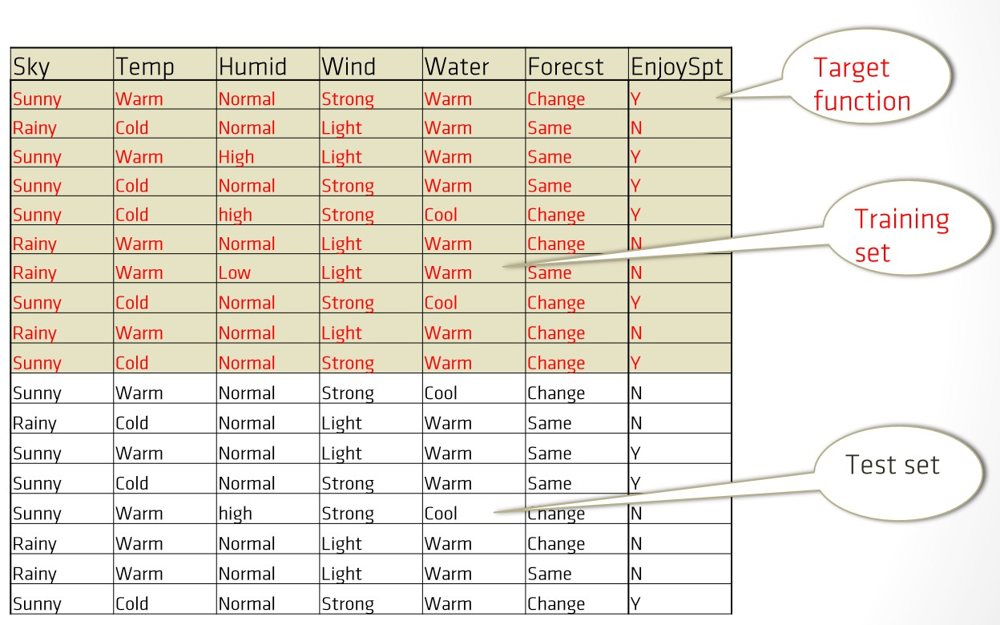 Sky Temp Humid Wind Water Forecst EnjoySpt
Sunny Warm Normal Strong Warm Change Y
Rainy Cold Normal Light Warm Same N
Sunny Warm High Light Warm Same Y
Sunny Cold Normal Strong Warm Same Y
Sunny Cold high Strong Cool Change Y
Rainy Warm Normal Light Warm Change N
Rainy Warm Low Light Warm Same N
Sunny Cold Normal Strong Cool Change Y
Rainy Warm Normal Light Warm Change N
Sunny Cold Normal Strong Warm Change Y
Sunny Warm Normal Strong Cool Change N
Rainy Cold Normal Light Warm Same N
Sunny Warm Normal Light Warm Same Y
Sunny Cold Normal Strong Warm Same Y
Sunny Warm high Strong Cool Change N
Rainy Warm Normal Light Warm Change N
Rainy Warm Normal Light Warm Same N
Sunny Cold Normal Strong Warm Change Y
Target
function
Training
set
Test set